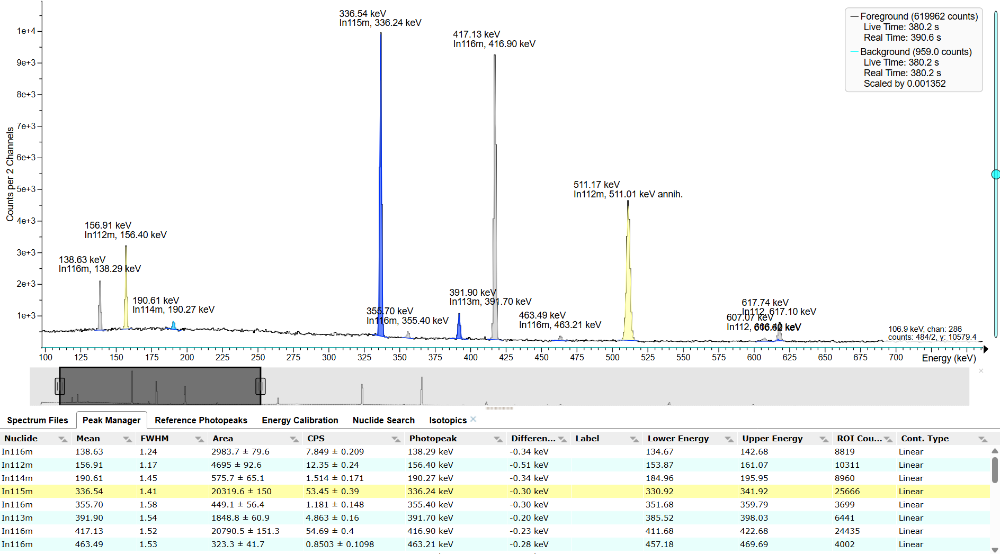 336.54 keV
In115m, 336.24 keV
417.13 keV
In116m, 416.90 keV
Foreground (619962 counts)
Live Time: 380.2 s
Real Time: 390.6 s
Background (959.0 counts)
Live Time: 380.2 s
Real Time: 380.2 s
Scaled by 0.001352
Counts per 2 Channels
1e+4
9e+3
8e+3
7e+3
6e+3
5e+3
4e+3
3e+3
2e+3
1e+3
511.17 keV
In112m, 511.01 keV annih.
156.91 keV
In112m, 156.40 keV
138.63 keV
In116m, 138.29 keV
190.61 keV
In114m, 190.27 keV
355.70 keV
In116m, 355.40 keV
391.90 keV
In113m, 391.70 keV
463.49 keV
In116m, 463.21 keV
617.74 keV
In112, 617.10 keV
607.07 keV
In112, 606.40 keV
106.9 keV, chan: 286
counts: 484/2, y: 10579.4
100 125 150 175 200 225 250 275 300 325 350 375 400 425 450 475 500 525 550 575 600 625 650 675 700
Energy (keV)
Spectrum Files Peak Manager Reference Photopeaks Energy Calibration Nuclide Search Isotopics
Nuclide Mean FWHM Area CPS Photopeak Differen... Label Lower Energy Upper Energy ROI Cou... Cont. Type
In116m 138.63 1.24 2983.7 ± 79.6 7.849 ± 0.209 138.29 keV -0.34 keV 134.67 142.68 8819 Linear
In112m 156.91 1.17 4695 ± 92.6 12.35 ± 0.24 156.40 keV -0.51 keV 153.87 161.07 10311 Linear
In114m 190.61 1.45 575.7 ± 65.1 1.514 ± 0.171 190.27 keV -0.34 keV 184.96 195.95 8960 Linear
In115m 336.54 1.41 20319.6 ± 150 53.45 ± 0.39 336.24 keV -0.30 keV 330.92 341.92 25666 Linear
In116m 355.70 1.58 449.1 ± 56.4 1.181 ± 0.148 355.40 keV -0.30 keV 351.68 359.79 3699 Linear
In113m 391.90 1.54 1848.8 ± 60.9 4.863 ± 0.16 391.70 keV -0.20 keV 385.52 398.03 6441 Linear
In116m 417.13 1.52 20790.5 ± 151.3 54.69 ± 0.4 416.90 keV -0.23 keV 411.68 422.68 24435 Linear
In116m 463.49 1.53 323.3 ± 41.7 0.8503 ± 0.1098 463.21 keV -0.28 keV 457.18 469.69 4002 Linear